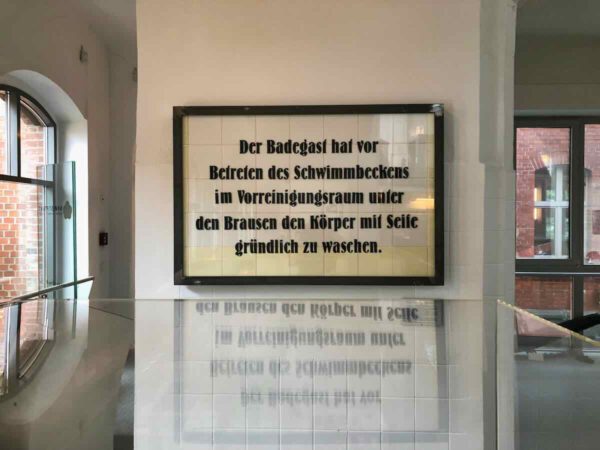 Der Badegast hat vor
Betreten des Schwimmbeckens
im Vorreinigungsraum unter
den Brausen den Körper mit Seife
gründlich zu waschen.